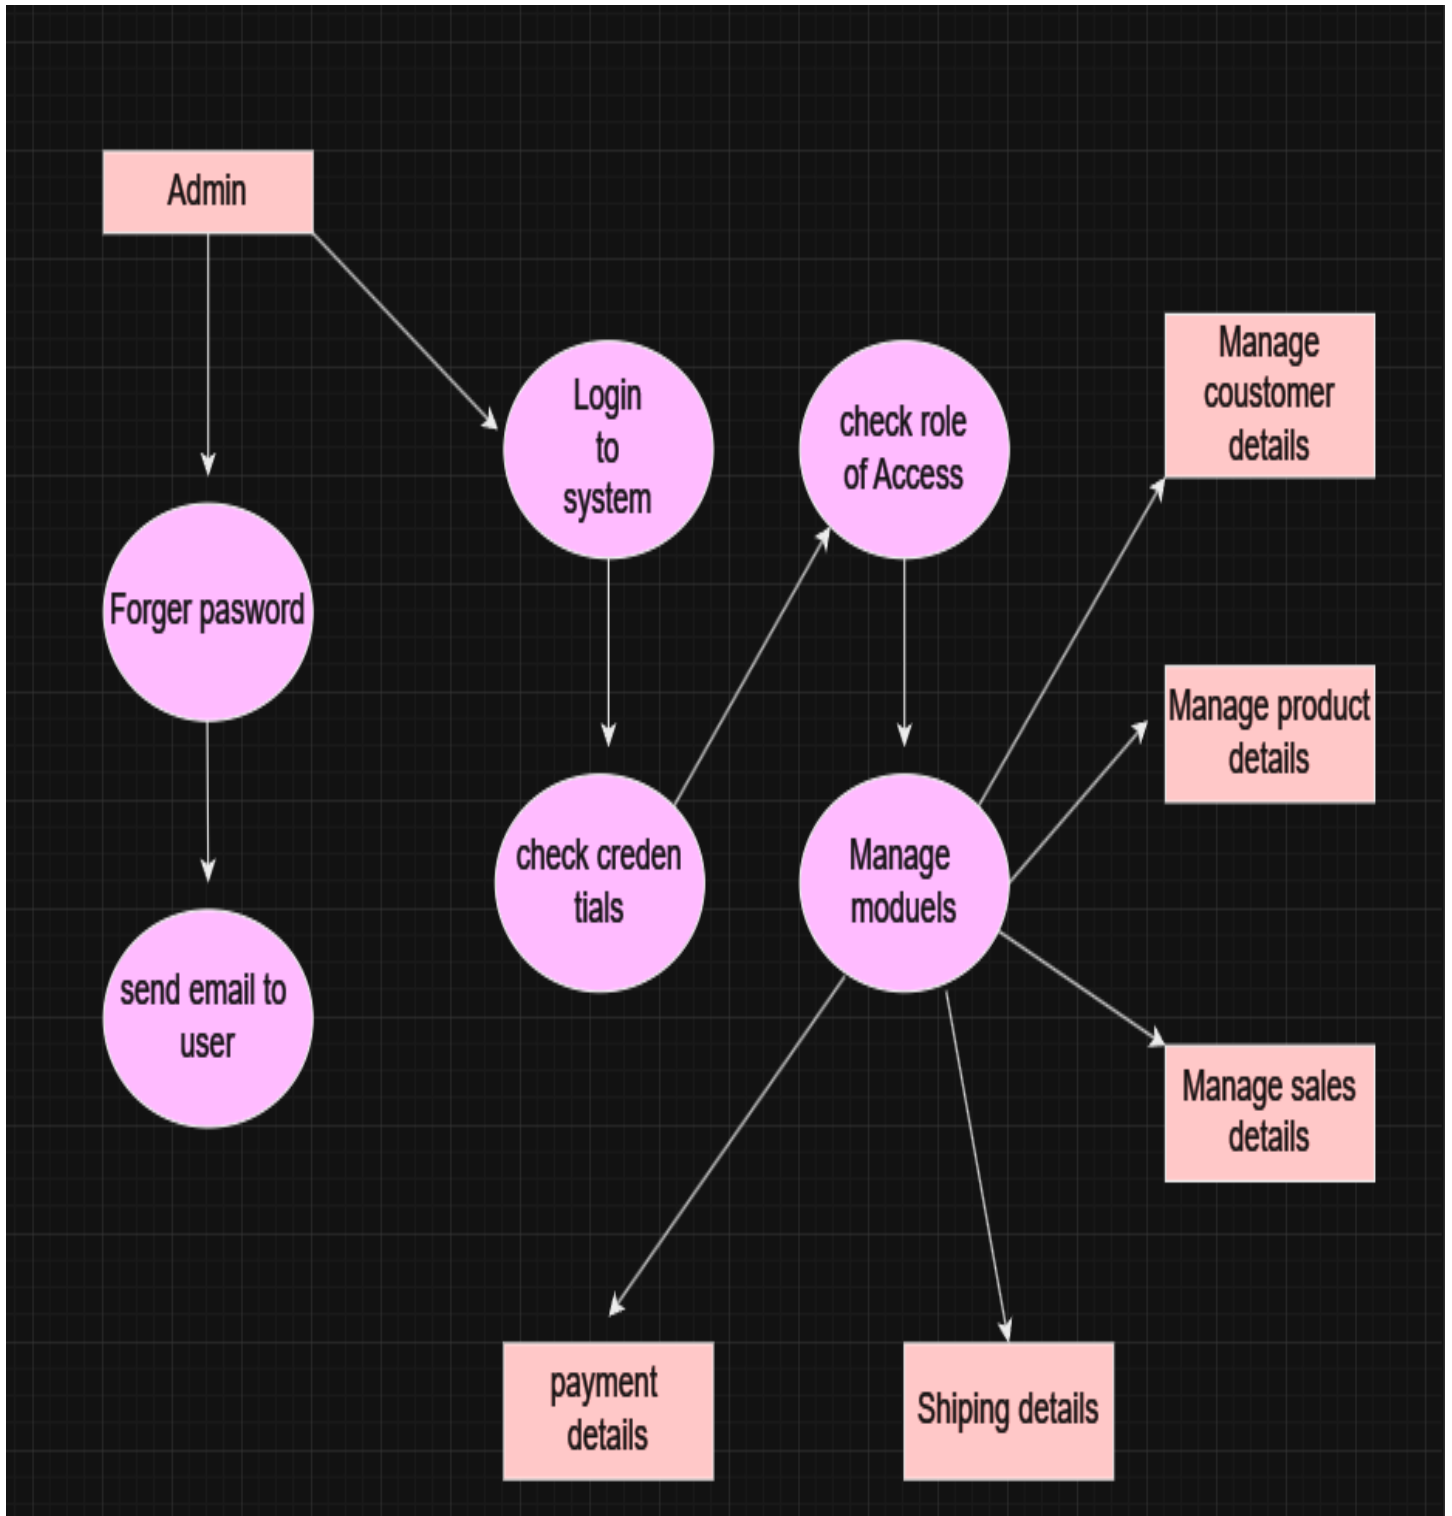 Admin
Login
to
system
check role
of Access
Manage
coustomer
details
Forger pasword
Manage product
details
check creden
tials
Manage
moduels
send email to
user
Manage sales
details
payment
details
Shiping details